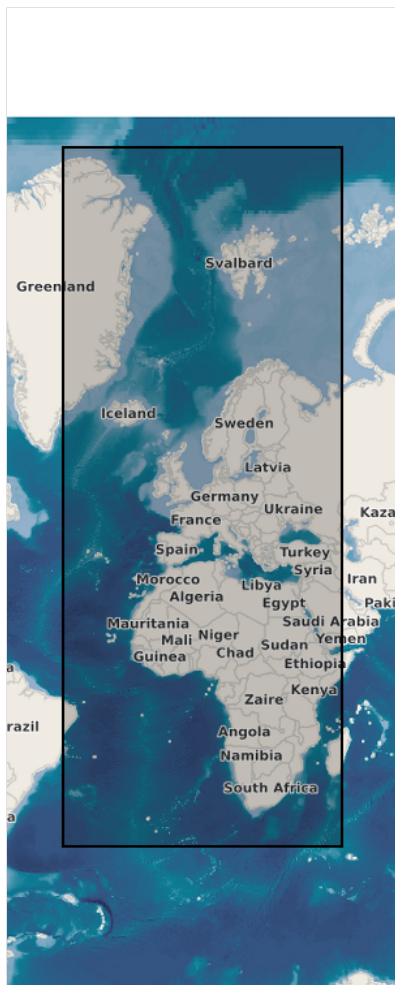 Svalbard
Greenland
Iceland
Sweden
Latvia
Germany
Ukraine
France
Kaza
Spain
Turkey
Syria
Morocco
Iran
Libya
Algeria
Egypt
Paki
Saudi Arabia
Mauritania
Niger
Yemen
Mali
Sudan
Chad
Guinea
Ethiopia
a
Kenya
Zaire
razil
Angola
Namibia
South Africa
a